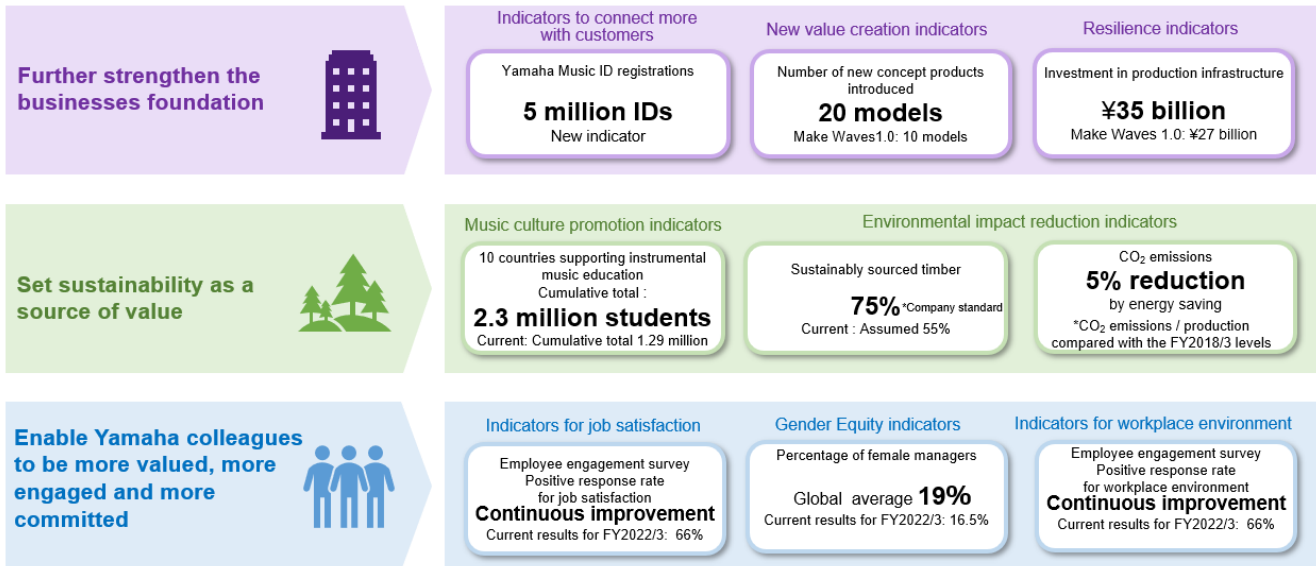 Further strengthen the
businesses foundation
Indicators to connect more
with customers
Yamaha Music ID registrations
5 million IDs
New indicator
New value creation indicators
Number of new concept products
introduced
20 models
Make Waves1.0: 10 models
Resilience indicators
Investment in production infrastructure
¥35 billion
Make Waves 1.0: ¥27 billion
Set sustainability as a
source of value
Music culture promotion indicators
10 countries supporting instrumental
music education
Cumulative total :
2.3 million students
Current: Cumulative total 1.29 million
Environmental impact reduction indicators
Sustainably sourced timber
75% *Company standard
Current : Assumed 55%
CO₂ emissions
5% reduction
by energy saving
*CO₂ emissions / production
compared with the FY2018/3 levels
Enable Yamaha colleagues
to be more valued, more
engaged and more
committed
Indicators for job satisfaction
Employee engagement survey
Positive response rate
for job satisfaction
Continuous improvement
Current results for FY2022/3: 66%
Gender Equity indicators
Percentage of female managers
Global average 19%
Current results for FY2022/3: 16.5%
Indicators for workplace environment
Employee engagement survey
Positive response rate
for workplace environment
Continuous improvement
Current results for FY2022/3: 66%